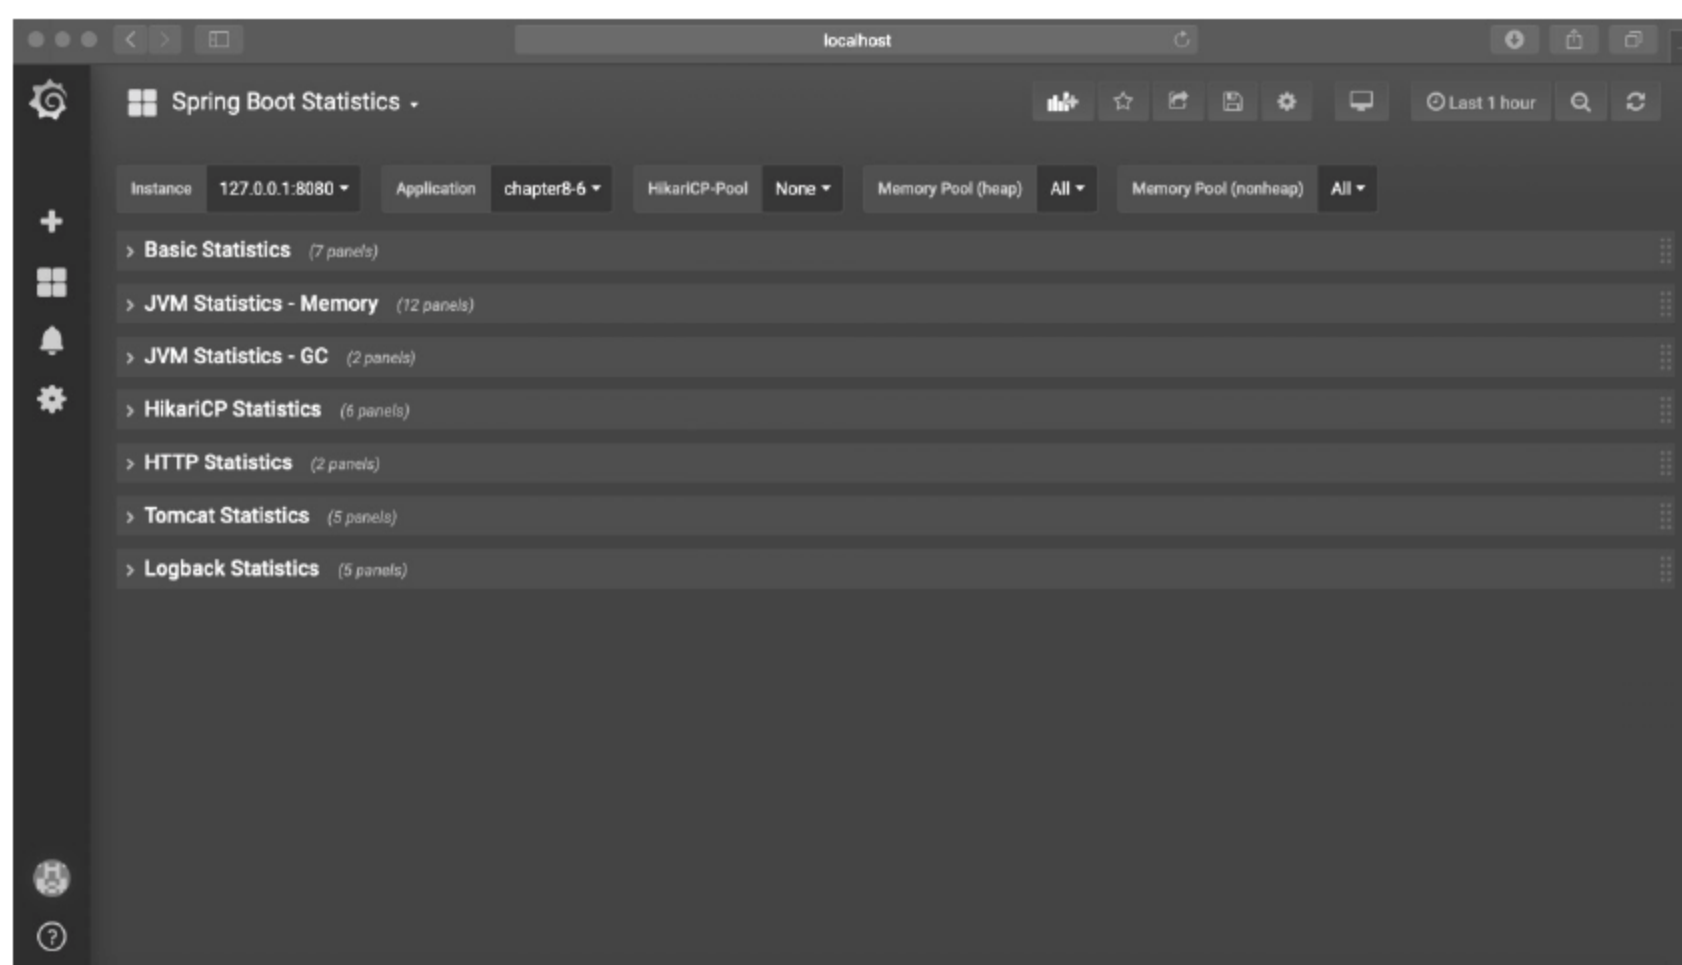 localhost
Spring Boot Statistics
Last 1 hour
Instance 127.0.0.1:8080 Application chapter8-6 HikariCP-Pool None Memory Pool (heap) All Memory Pool (nonheap) All
Basic Statistics (7 panels)
JVM Statistics - Memory (12 panels)
JVM Statistics - GC (2 panels)
HikariCP Statistics (6 panels)
HTTP Statistics (2 panels)
Tomcat Statistics (5 panels)
Logback Statistics (5 panels)